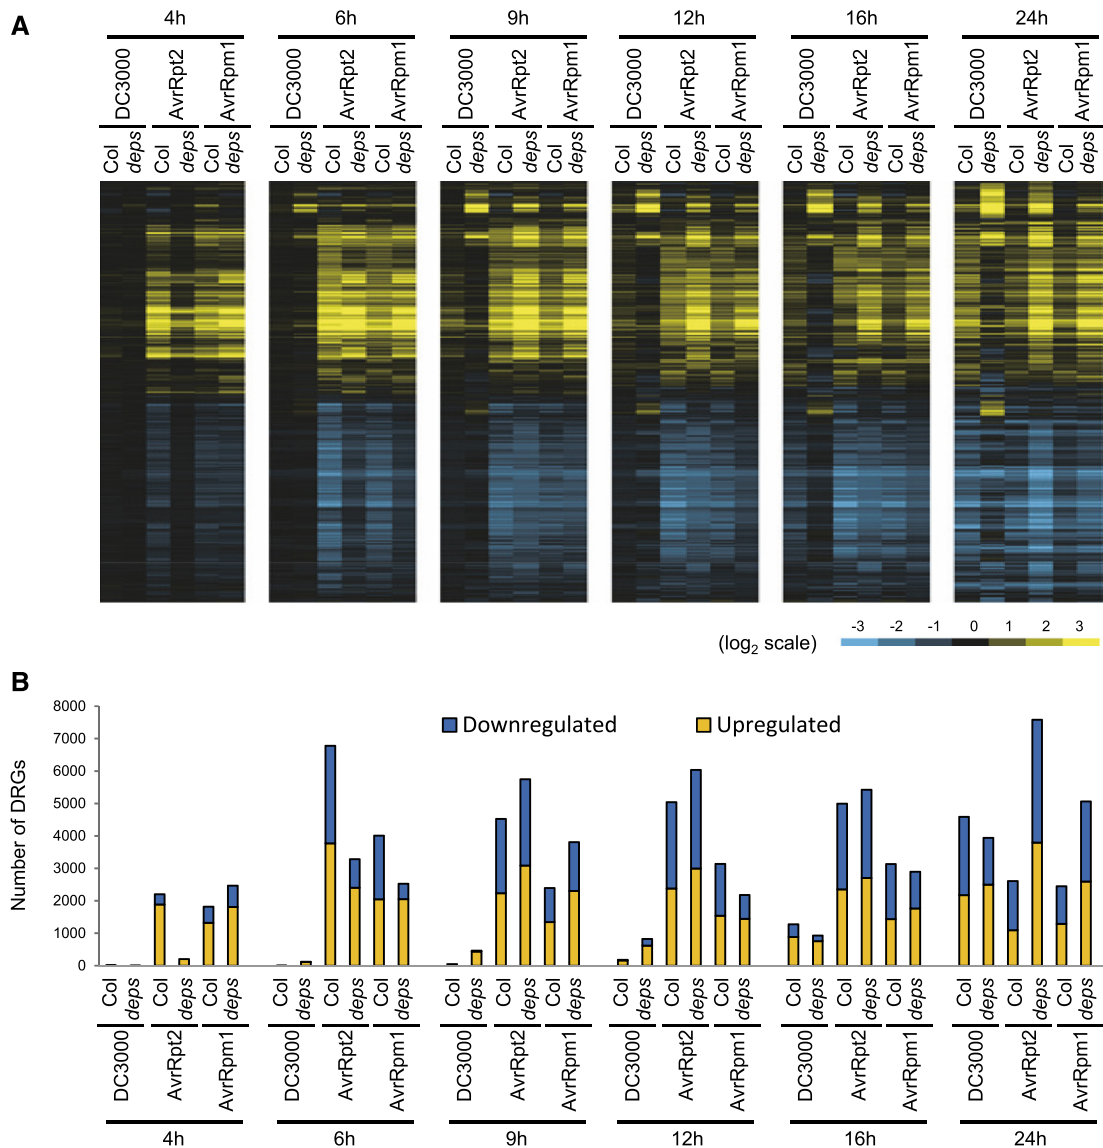 A
4h 6h 9h 12h 16h 24h
DC3000 AvrRpt2 AvrRpm1 DC3000 AvrRpt2 AvrRpm1 DC3000 AvrRpt2 AvrRpm1 DC3000 AvrRpt2 AvrRpm1 DC3000 AvrRpt2 AvrRpm1 DC3000 AvrRpt2 AvrRpm1
Col deps Col deps Col deps Col deps Col deps Col deps Col deps Col deps Col deps Col deps Col deps Col deps Col deps Col deps Col deps Col deps Col deps Col deps
-3 -2 -1 0 1 2 3
(log2 scale)
B
8000
7000
6000
5000
4000
3000
2000
1000
0
Number of DRGs
Downregulated Upregulated
Col deps Col deps Col deps Col deps Col deps Col deps Col deps Col deps Col deps Col deps Col deps Col deps Col deps Col deps Col deps Col deps Col deps Col deps
DC3000 AvrRpt2 AvrRpm1 DC3000 AvrRpt2 AvrRpm1 DC3000 AvrRpt2 AvrRpm1 DC3000 AvrRpt2 AvrRpm1 DC3000 AvrRpt2 AvrRpm1 DC3000 AvrRpt2 AvrRpm1
4h 6h 9h 12h 16h 24h